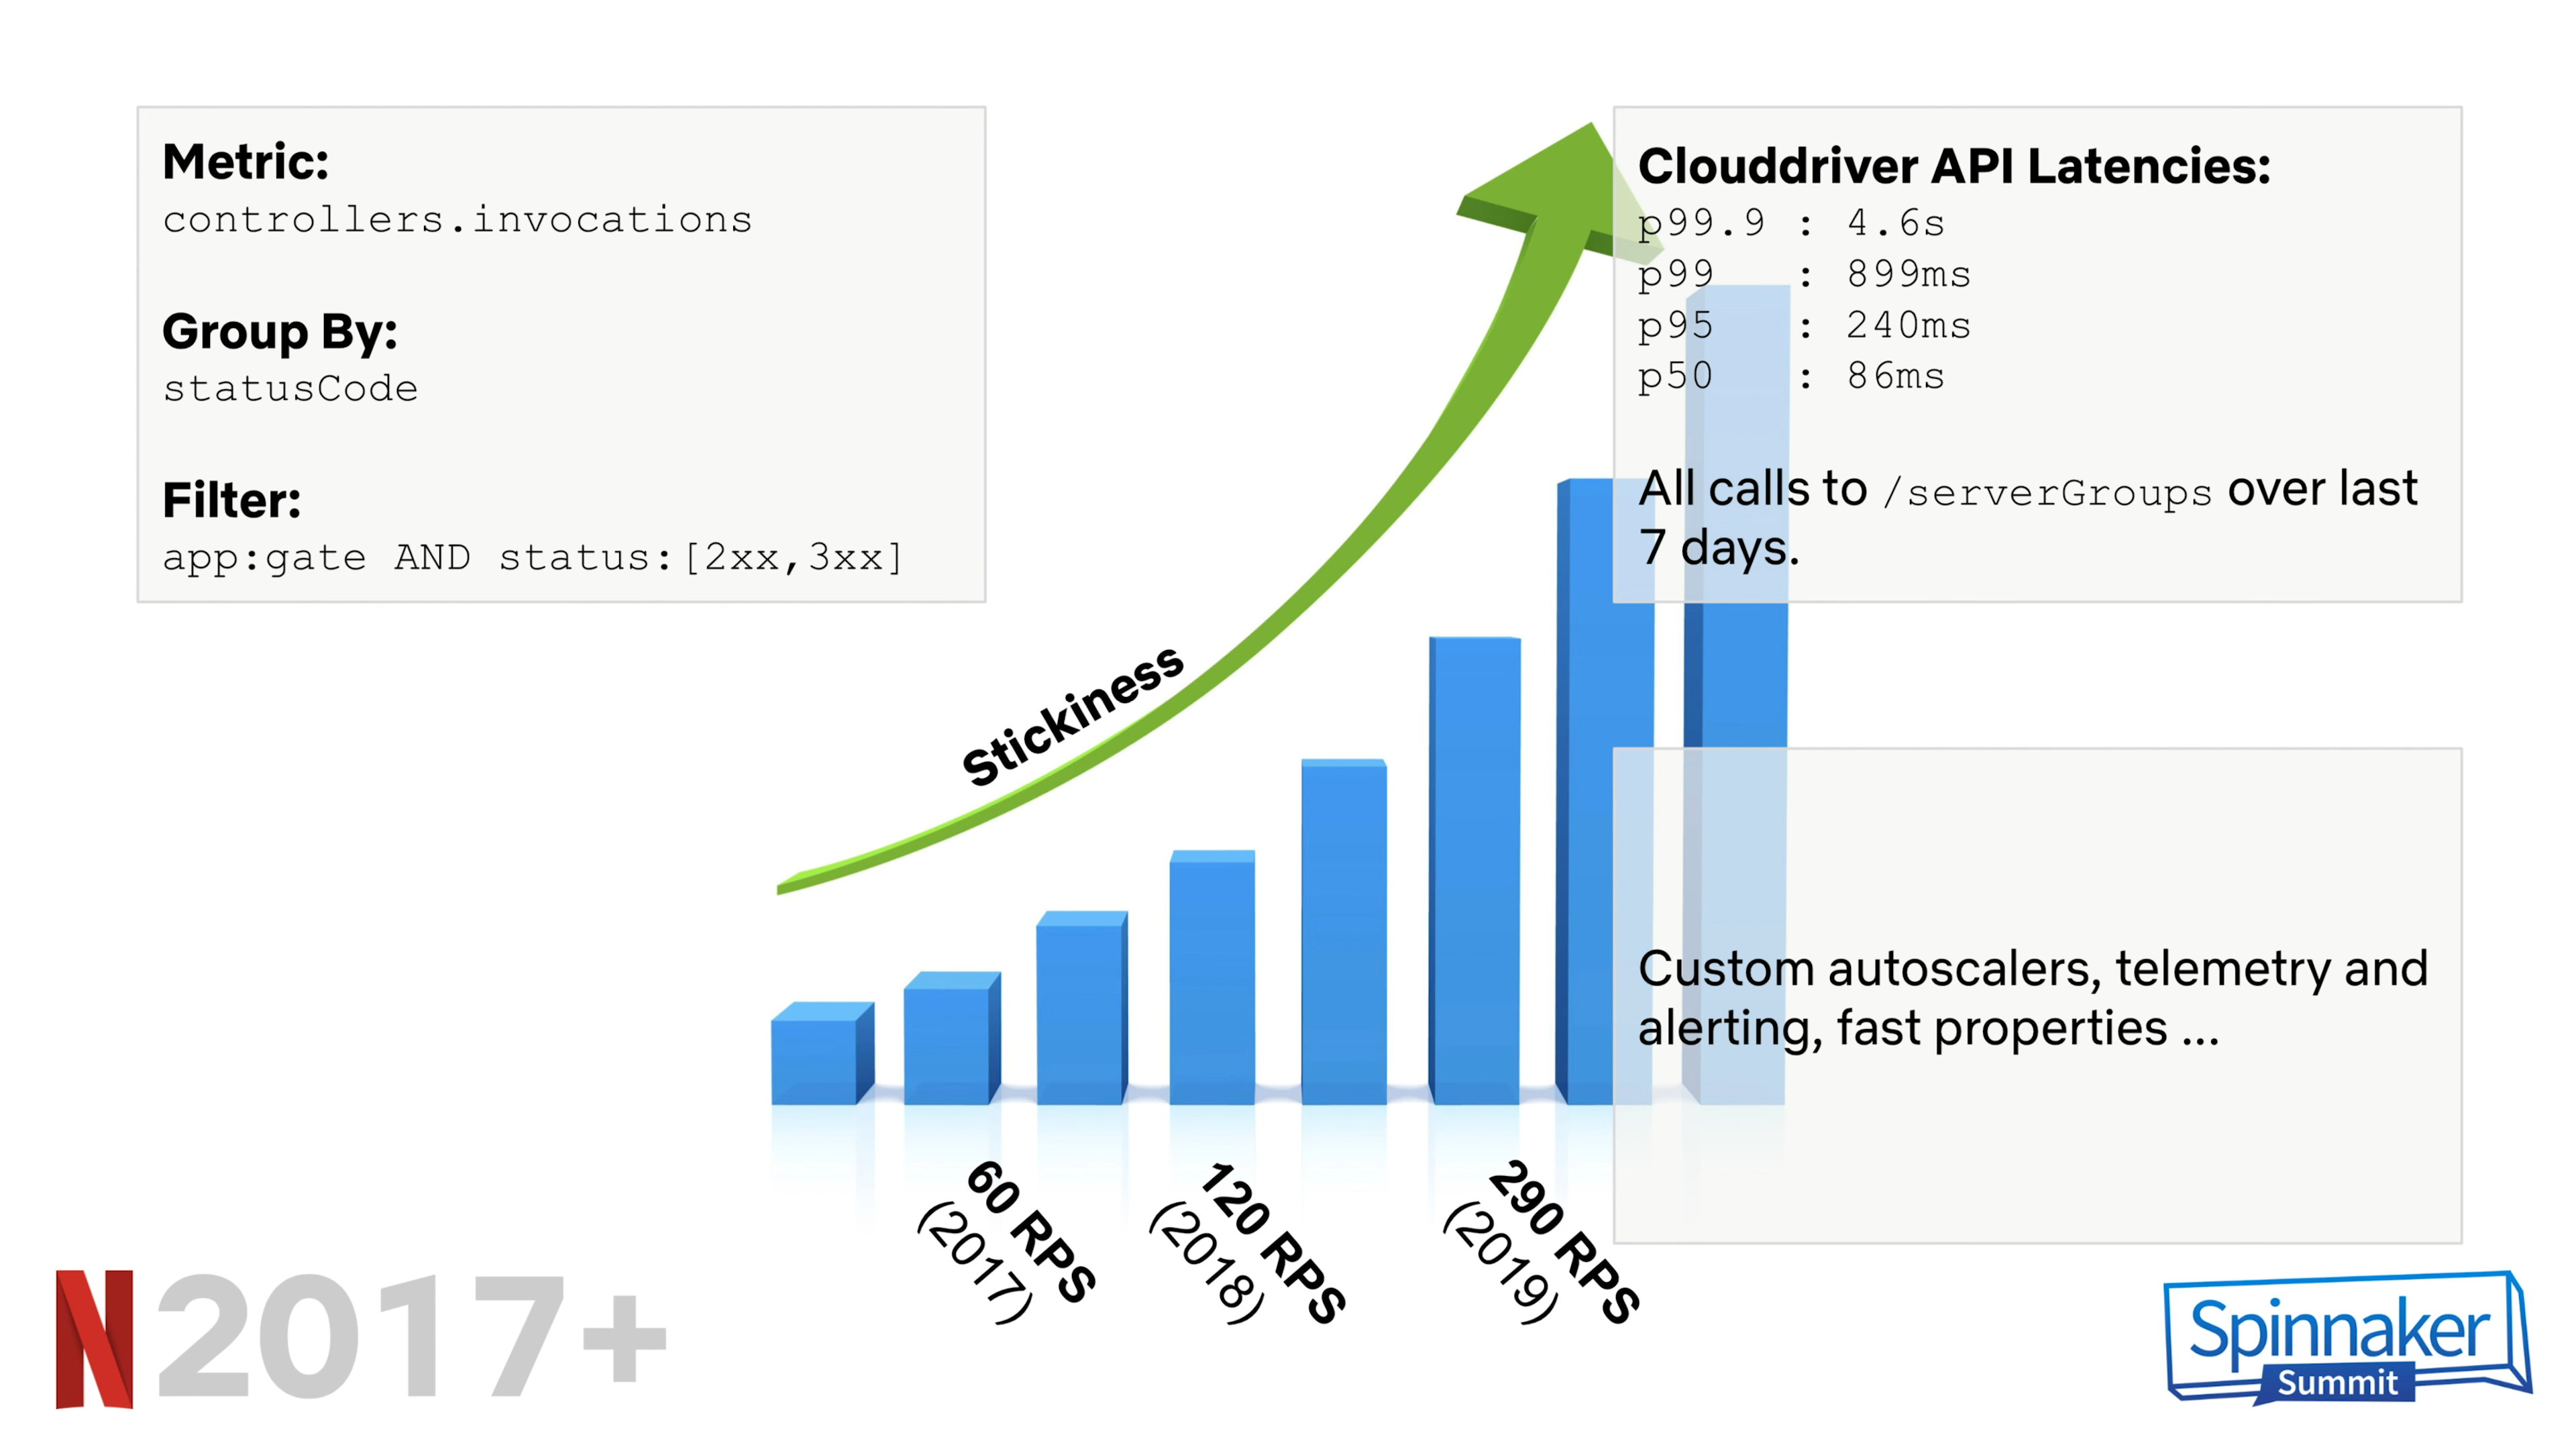 Metric:
controllers.invocations
Group By:
statusCode
Filter:
app:gate AND status:[2xx,3xx]
Clouddriver API Latencies:
p99.9 : 4.6s
p99 : 899ms
p95 : 240ms
p50 : 86ms
All calls to /serverGroups over last
7 days.
Stickiness
Custom autoscalers, telemetry and
alerting, fast properties ...
60 RPS
(2017)
120 RPS
(2018)
290 RPS
(2019)
N 2017+
Spinnaker
Summit